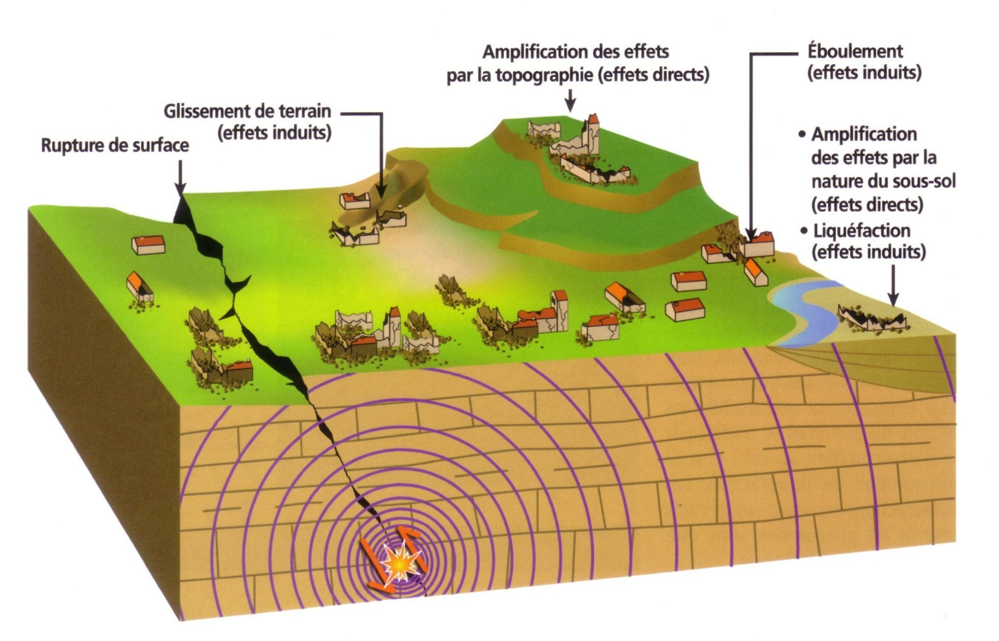 Amplification des effets
par la topographie (effets directs)
Éboulement
(effets induits)
Glissement de terrain
(effets induits)
Rupture de surface
• Amplification
des effets par la
nature du sous-sol
(effets directs)
• Liquéfaction
(effets induits)